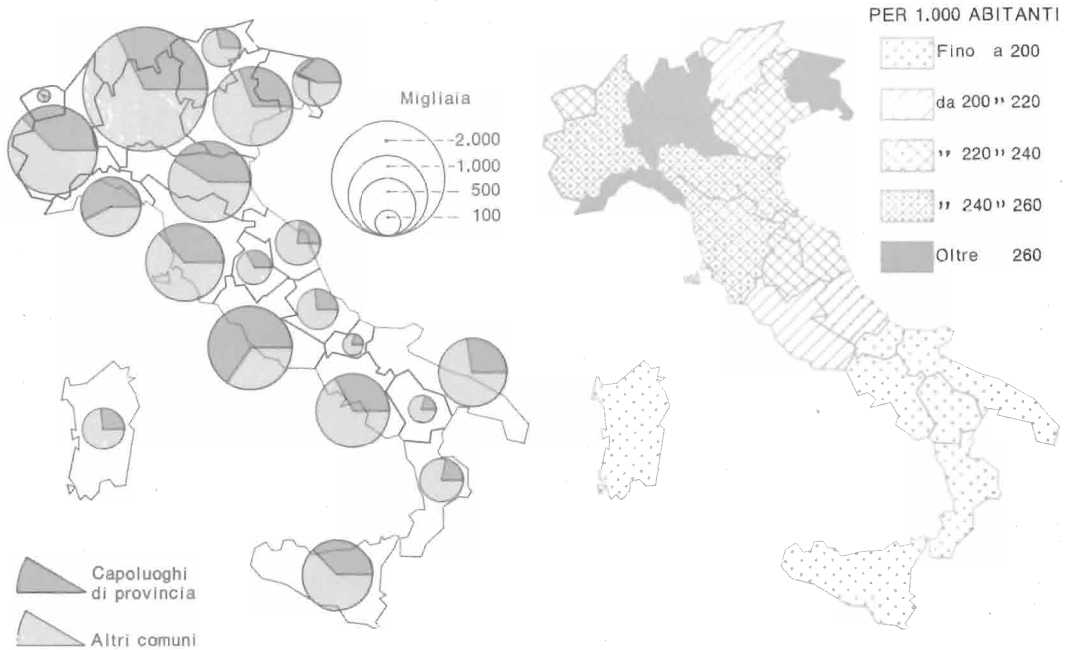 PER 1.000 ABITANTI
Fino a 200
da 200 ,, 220
,, 220 ,, 240
,, 240 ,, 260
Oltre 260
Migliaia
2.000
1.000
500
100
Capoluoghi
di provincia
Altri comuni